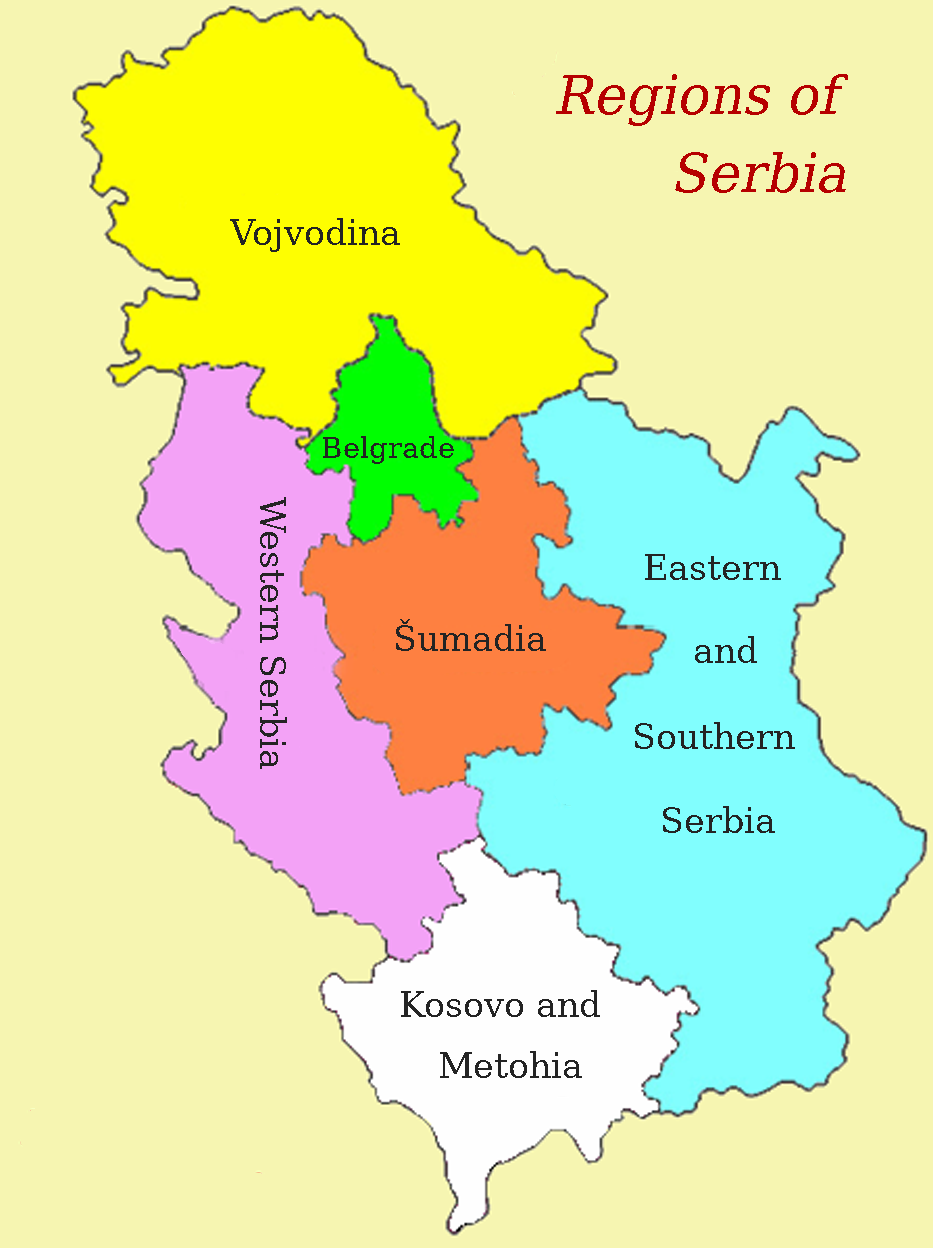 Regions of
Serbia
Vojvodina
Belgrade
Western Serbia
Šumadia
Eastern
and
Southern
Serbia
Kosovo and
Metohia